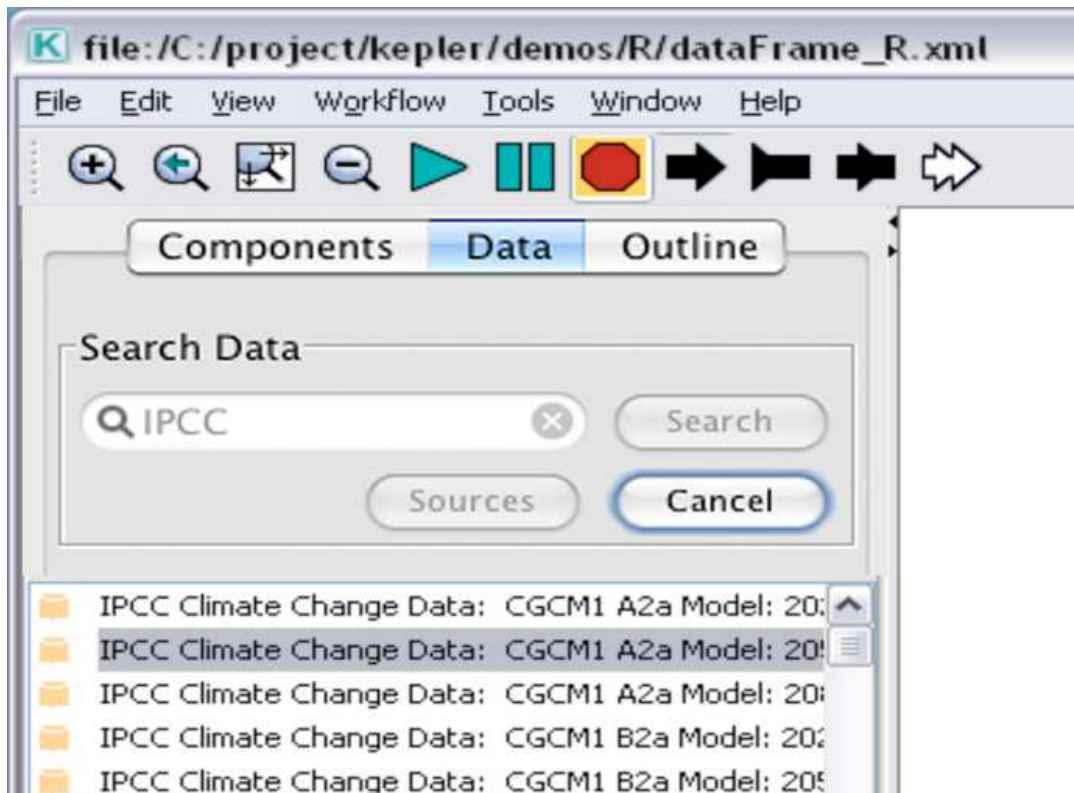 K file:/C:/project/kepler/demos/R/dataFrame_R.xml
File Edit View Workflow Tools Window Help
Components Data Outline
Search Data
IPCC Search
Sources Cancel
IPCC Climate Change Data: CGCM1 A2a Model:
IPCC Climate Change Data: CGCM1 A2a Model:
IPCC Climate Change Data: CGCM1 A2a Model:
IPCC Climate Change Data: CGCM1 B2a Model:
IPCC Climate Change Data: CGCM1 B2a Model: